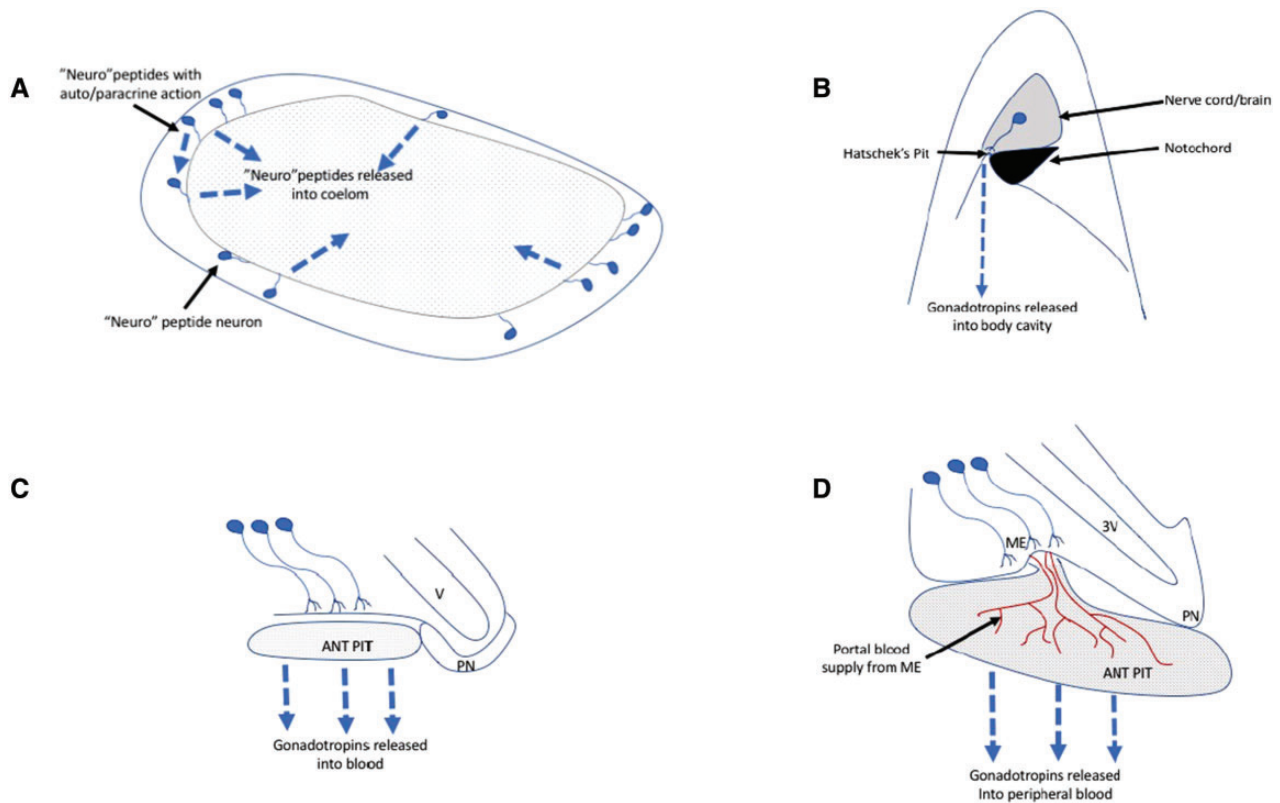 A
"Neuro"peptides with
auto/paracrine action
"Neuro"peptides released
into coelom
"Neuro" peptide neuron
B
Nerve cord/brain
Hatschek's Pit
Notochord
Gonadotropins released
into body cavity
C
V
ANT PIT
PN
Gonadotropins released
into blood
D
3V
ME
PN
Portal blood
supply from ME
ANT PIT
Gonadotropins released
Into peripheral blood